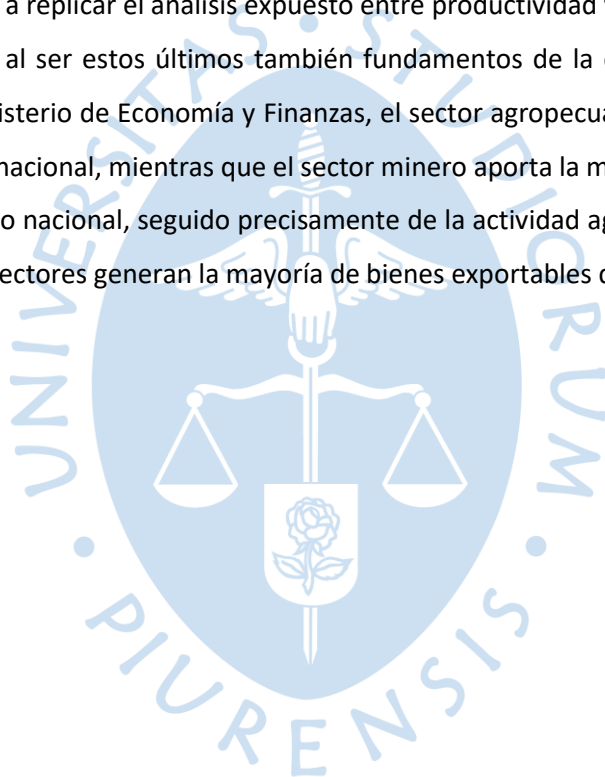 a replicar el análisis expuesto entre productividad
al ser estos últimos también fundamentos de la
isterio de Economía y Finanzas, el sector agropecua
nacional, mientras que el sector minero aporta la m
o nacional, seguido precisamente de la actividad ag
ectores generan la mayoría de bienes exportables
UNIVERSITAS • STUDIORUM • PIURENSIS •